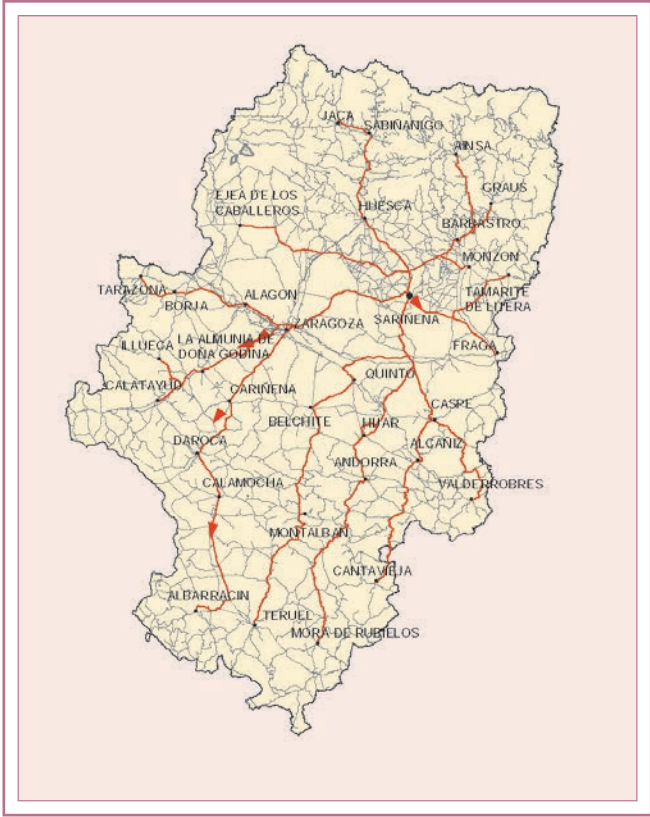 JACA
SABIÑANIGO
AINSA
GRAUS
EJEA DE LOS
CABALLEROS
HUESCA
BARBASTRO
MONZON
TARAZONA
BORJA
ALAGON
TAMARITE
DE LITERA
ZARAGOZA
SARIÑENA
ILLUECA
LA ALMUNIA DE
DOÑA GODINA
FRAGA
CALATAYUD
CARIÑENA
QUINTO
CASPE
BELCHITE
HIJAR
DAROCA
ALCAÑIZ
ANDORRA
CALAMOCHA
VALDERROBRES
MONTALBAN
CANTAVIEJA
ALBARRACIN
TERUEL
MORA DE RUBIELOS